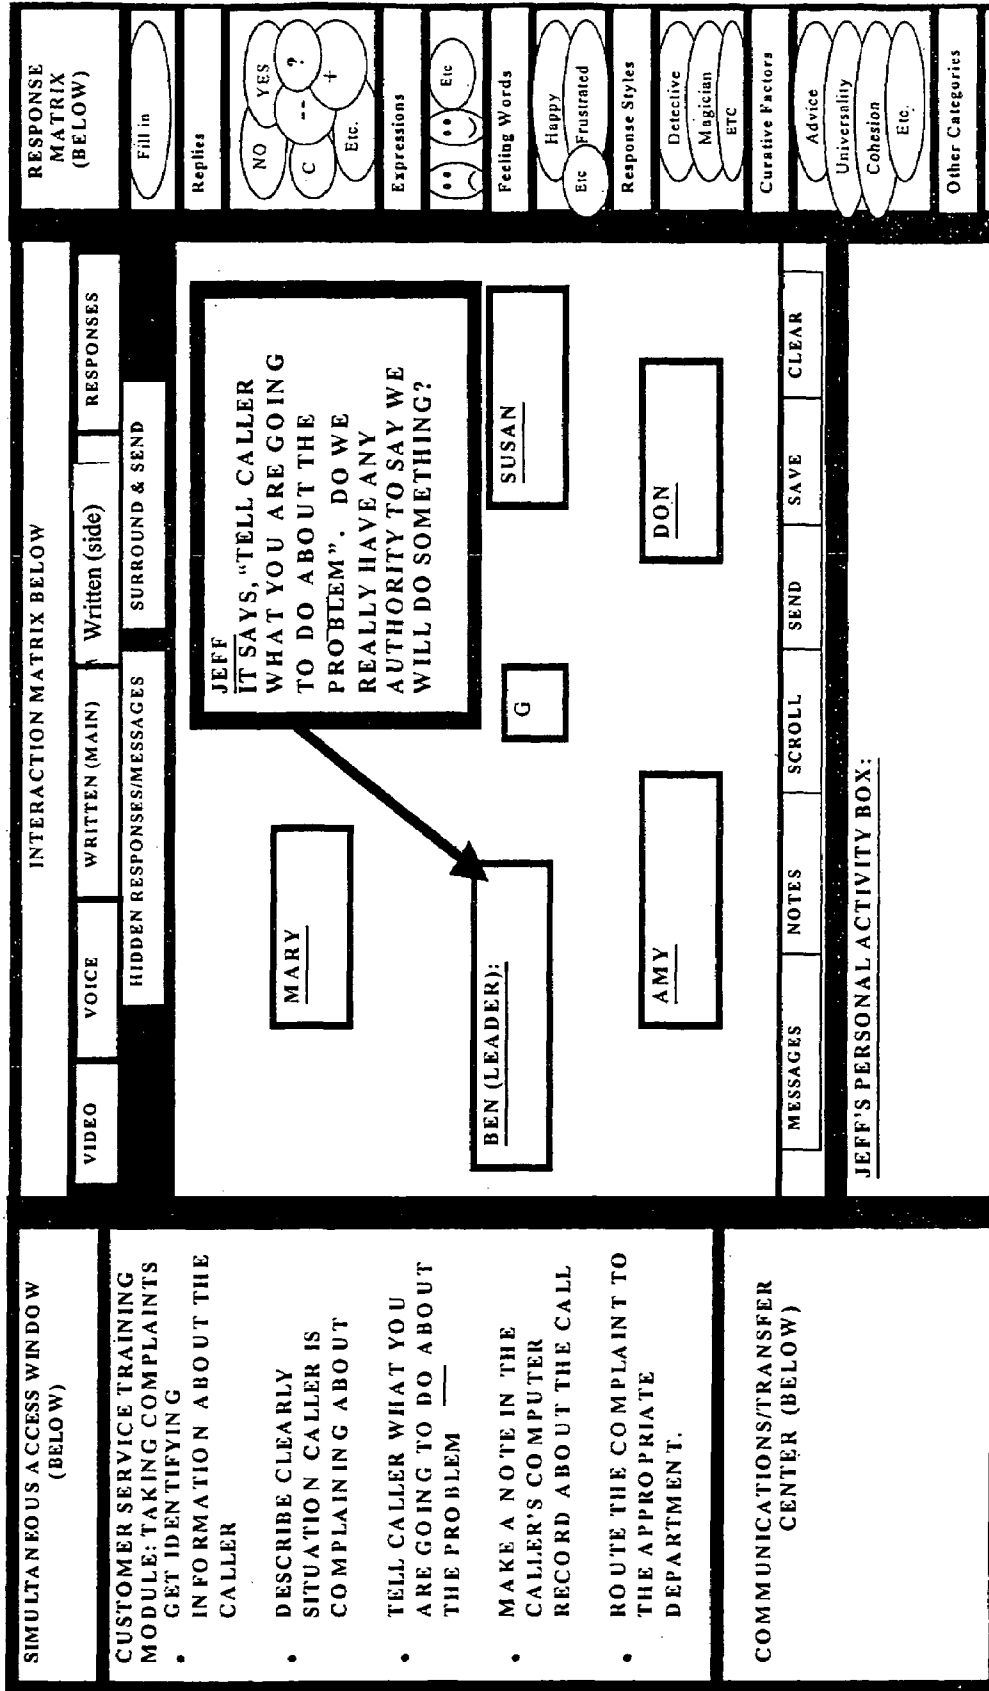 SIMULTANEOUS ACCESS WINDOW
(BELOW)
CUSTOMER SERVICE TRAINING
MODULE: TAKING COMPLAINTS
• GET IDENTIFYING
INFORMATION ABOUT THE
CALLER
• DESCRIBE CLEARLY
SITUATION CALLER IS
COMPLAINING ABOUT
• TELL CALLER WHAT YOU
ARE GOING TO DO ABOUT
THE PROBLEM
• MAKE A NOTE IN THE
CALLER'S COMPUTER
RECORD ABOUT THE CALL
• ROUTE THE COMPLAINT TO
THE APPROPRIATE
DEPARTMENT.
COMMUNICATIONS/TRANSFER
CENTER (BELOW)
INTERACTION MATRIX BELOW
VIDEO
VOICE
WRITTEN (MAIN)
Written (side)
RESPONSES
HIDDEN RESPONSES/MESSAGES
SURROUND & SEND
JEFF
IT SAYS, "TELL CALLER
WHAT YOU ARE GOING
TO DO ABOUT THE
PROBLEM". DO WE
REALLY HAVE ANY
AUTHORITY TO SAY WE
WILL DO SOMETHING?
MARY
BEN (LEADER):
G
SUSAN
AMY
DON
MESSAGES
NOTES
SCROLL
SEND
SAVE
CLEAR
JEFF'S PERSONAL ACTIVITY BOX:
RESPONSE
MATRIX
(BELOW)
Fill in
Replies
NO
YES
C
--
?
Etc.
+
Expressions
Etc
Feeling Words
Happy
Etc
Frustrated
Response Styles
Detective
Magician
ETC
Curative Factors
Advice
Universality
Cohesion
Etc.
Other Categories